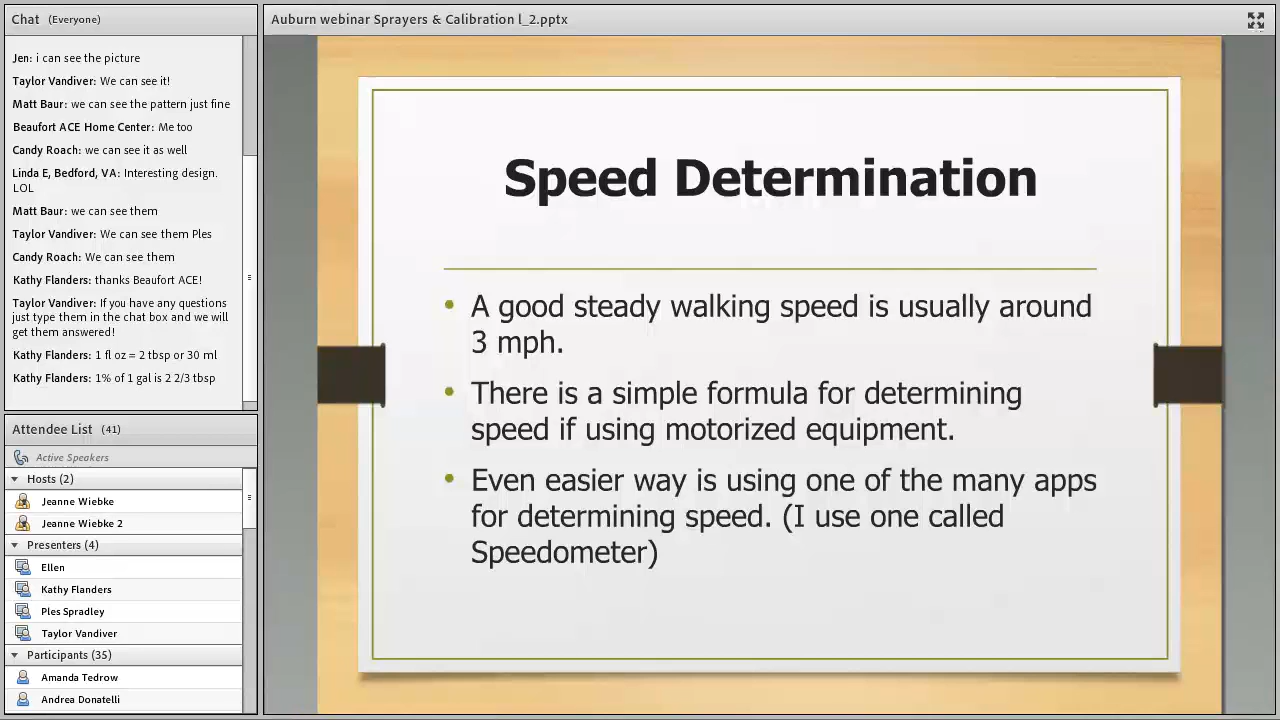 Chat (Everyone)
Jen: i can see the picture
Taylor Vandiver: We can see it!
Matt Baur: we can see the pattern just fine
Beaufort ACE Home Center: Me too
Candy Roach: we can see it as well
Linda E, Bedford, VA: Interesting design.
LOL
Matt Baur: we can see them
Taylor Vandiver: We can see them Ples
Candy Roach: We can see them
Kathy Flanders: thanks Beaufort ACE!
Taylor Vandiver: If you have any questions
just type them in the chat box and we will
get them answered!
Kathy Flanders: 1 fl oz = 2 tbsp or 30 ml
Kathy Flanders: 1% of 1 gal is 2 2/3 tbsp
Attendee List (41)
Active Speakers
Hosts (2)
Jeanne Wiebke
Jeanne Wiebke 2
Presenters (4)
Ellen
Kathy Flanders
Ples Spradley
Taylor Vandiver
Participants (35)
Amanda Tedrow
Andrea Donatelli
Auburn webinar Sprayers & Calibration l_2.pptx
Speed Determination
• A good steady walking speed is usually around
3 mph.
• There is a simple formula for determining
speed if using motorized equipment.
• Even easier way is using one of the many apps
for determining speed. (I use one called
Speedometer)